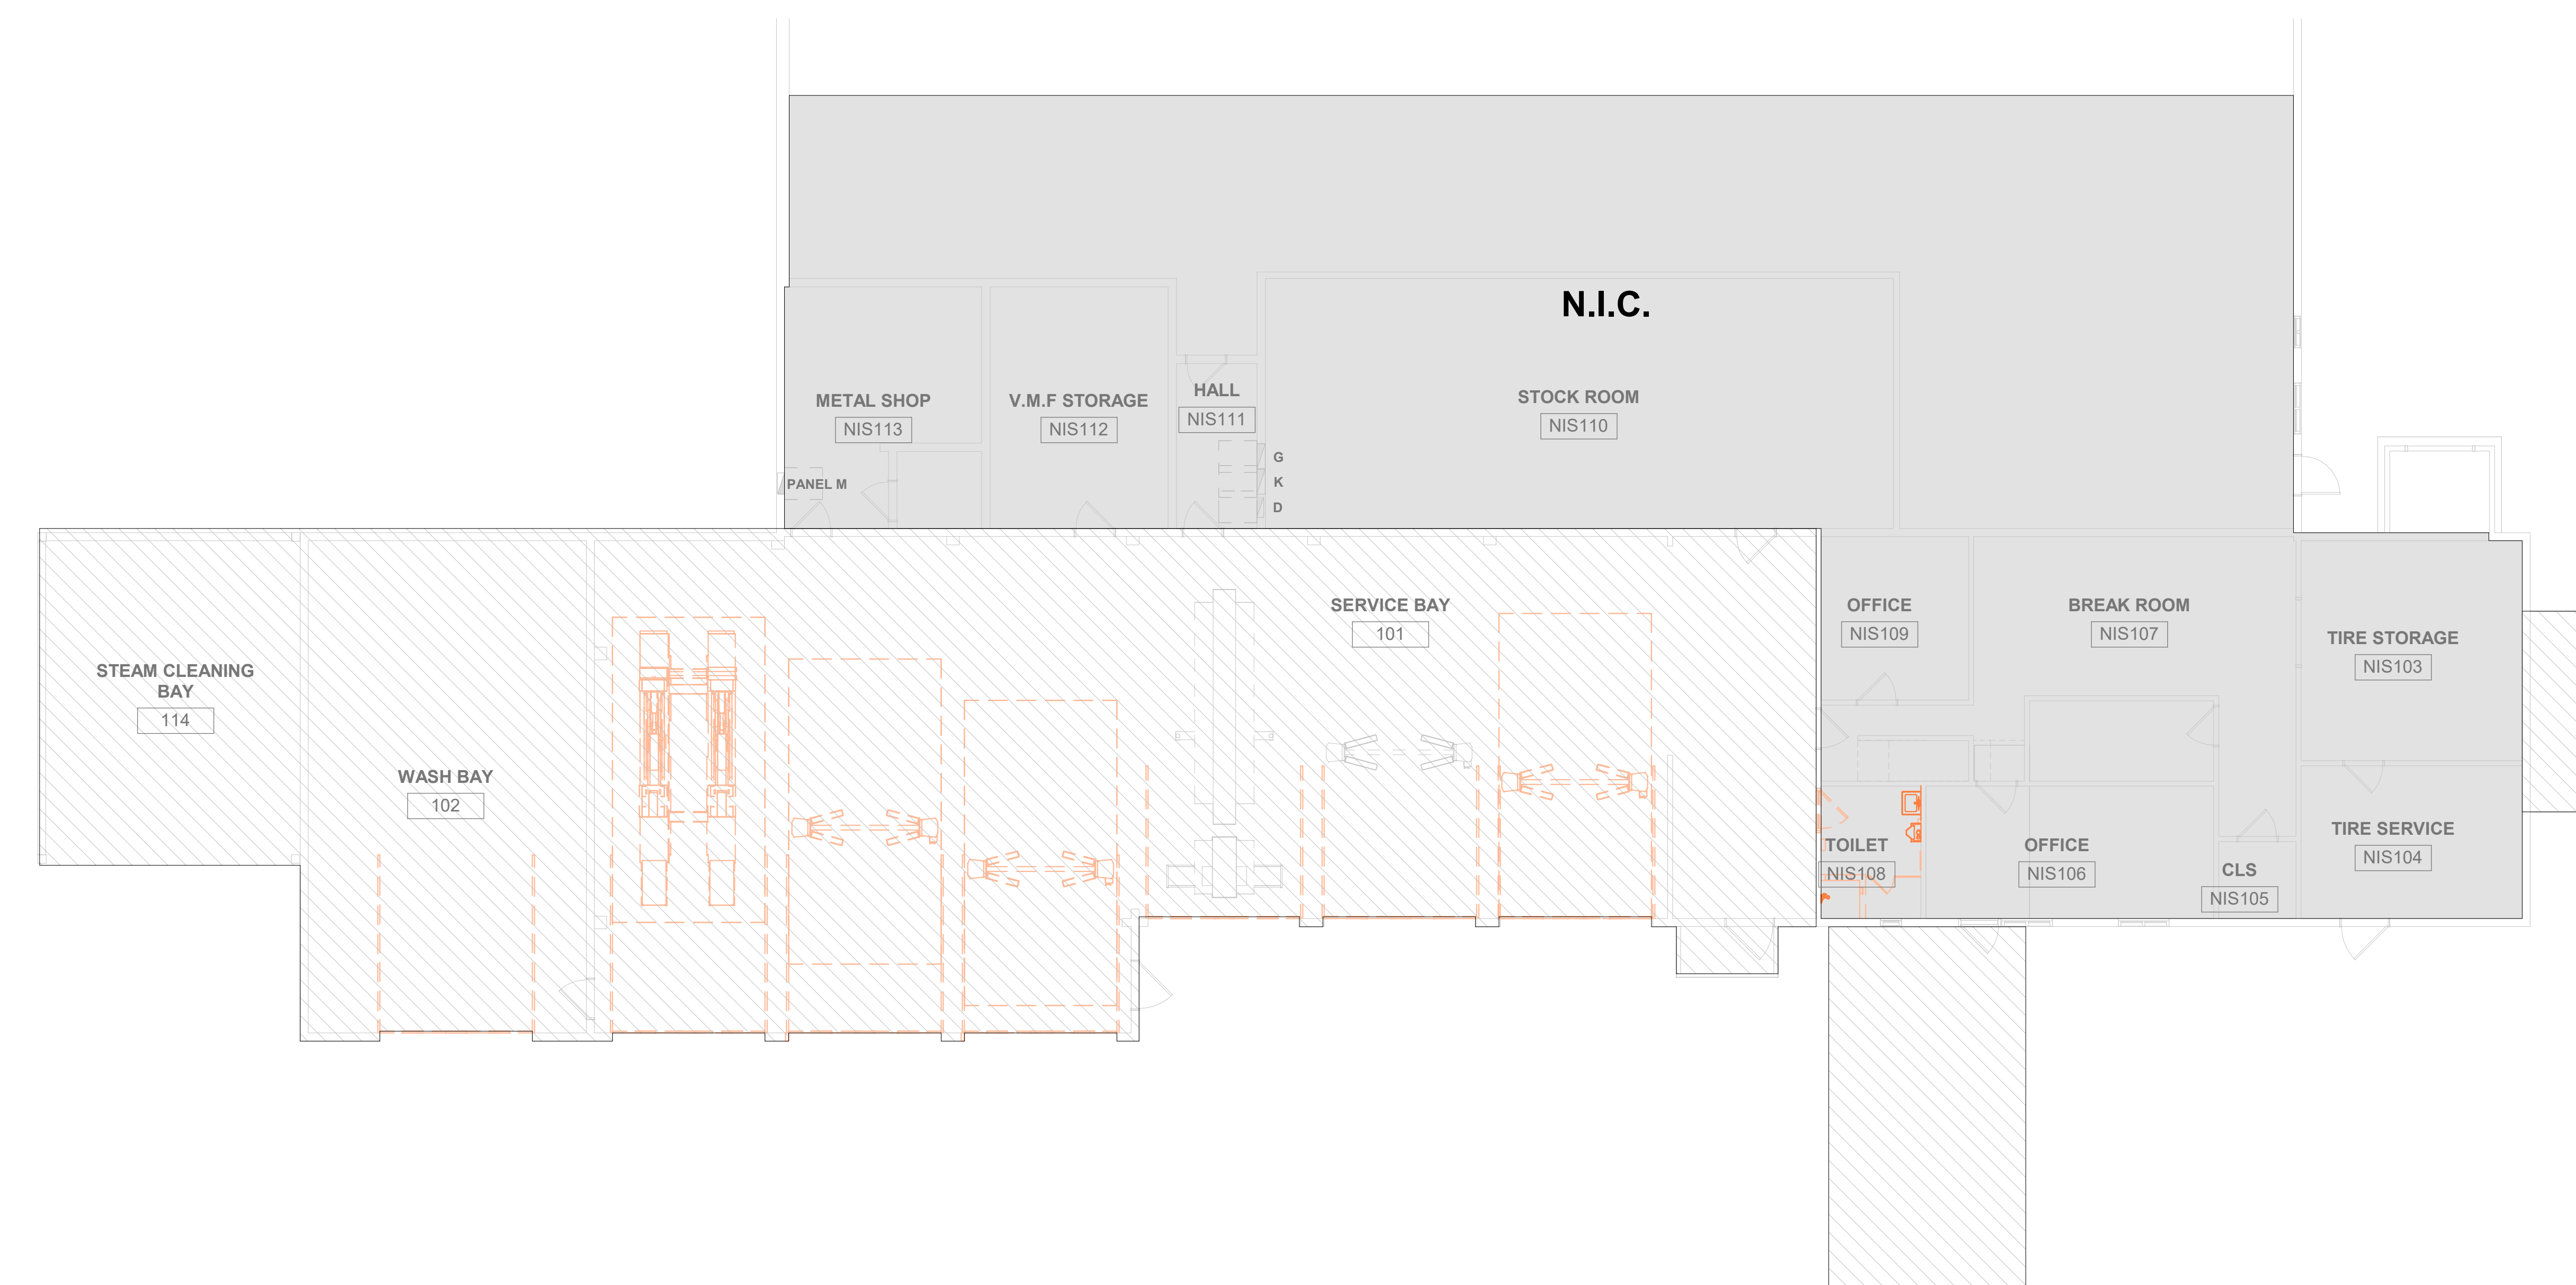 N.I.C.
METAL SHOP
NIS113
V.M.F STORAGE
NIS112
HALL
NIS111
STOCK ROOM
NIS110
G
K
D
PANEL M
STEAM CLEANING
BAY
114
WASH BAY
102
SERVICE BAY
101
OFFICE
NIS109
BREAK ROOM
NIS107
TIRE STORAGE
NIS103
TOILET
NIS108
OFFICE
NIS106
CLS
NIS105
TIRE SERVICE
NIS104